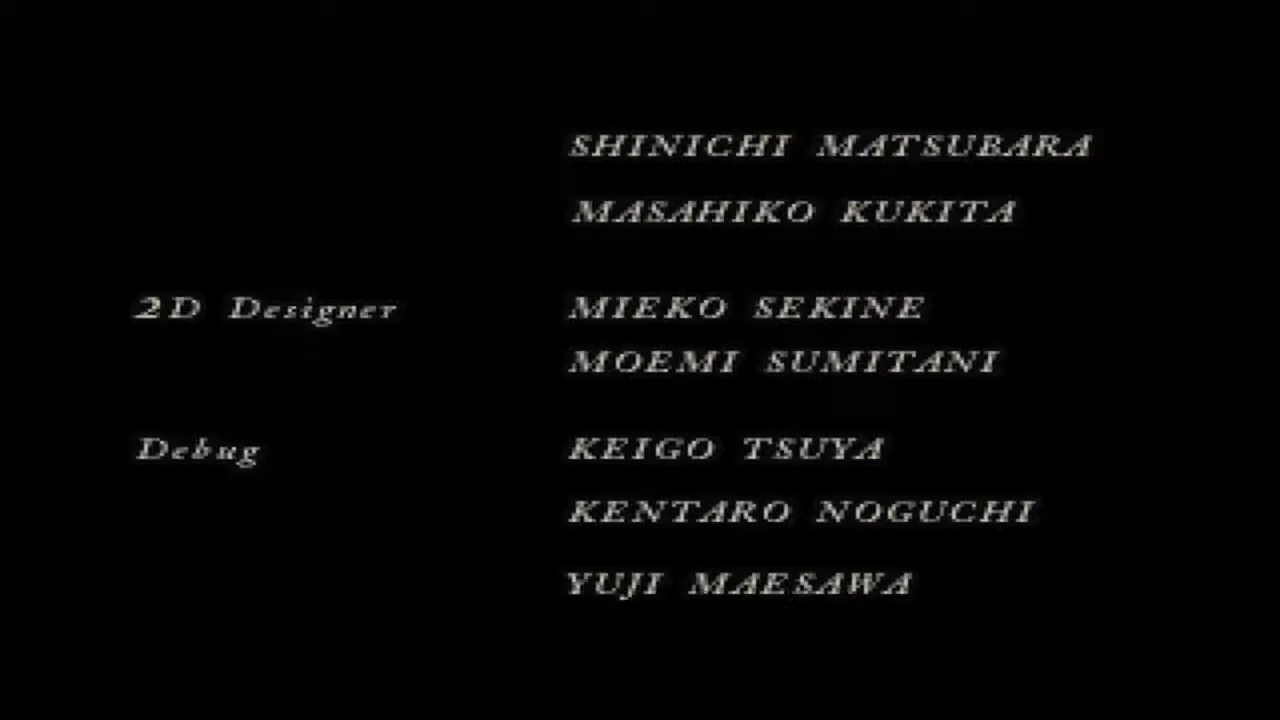 SHINICHI MATSUBARA
MASAHIKO KUKITA
2D Designer MIEKO SEKINE
MOEMI SUMITANI
Debug KEIGO TSUYA
KENTARO NOGUCHI
YUJI MAESAWA